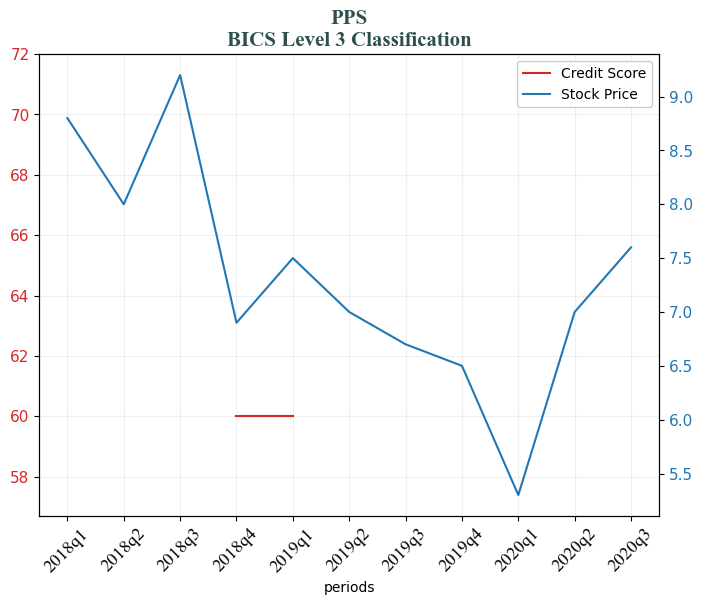 PPS
BICS Level 3 Classification
Credit Score
Stock Price
72
70
68
66
64
62
60
58
9.0
8.5
8.0
7.5
7.0
6.5
6.0
5.5
2018q1
2018q2
2018q3
2018q4
2019q1
2019q2
2019q3
2019q4
2020q1
2020q2
2020q3
periods